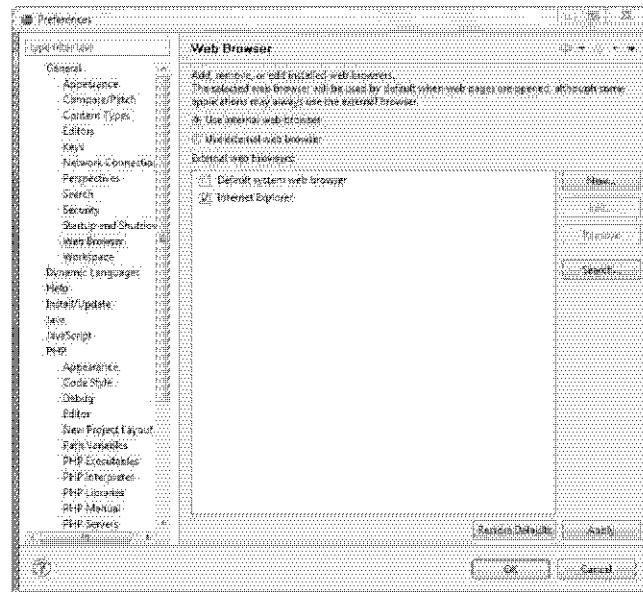 Preferences
type filter text
General
Appearance
Compare/Patch
Content Types
Editors
Keys
Network Connectio
Perspectives
Search
Security
Startup and Shutdov
Web Browser
Workspace
Dynamic Languages
Help
Install/Update
Java
JavaScript
PHP
Appearance
Code Style
Debug
Editor
New Project Layout
Path Variables
PHP Executables
PHP Interpreter
PHP Libraries
PHP Manual
PHP Servers
Web Browser
Add, remove, or edit installed web browsers.
The selected web browser will be used by default when web pages are opened, although some
applications may always use the external browser.
Use internal web browser
Use external web browser
External web browsers:
Default system web browser
Internet Explorer
New...
Edit...
Remove
Search...
Restore Defaults
Apply
OK
Cancel